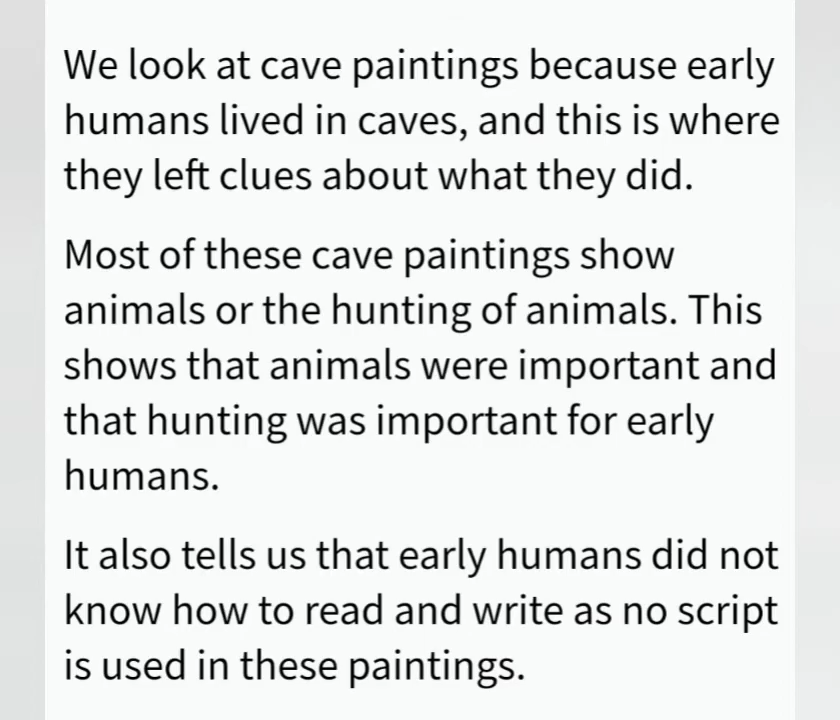 We look at cave paintings because early
humans lived in caves, and this is where
they left clues about what they did.
Most of these cave paintings show
animals or the hunting of animals. This
shows that animals were important and
that hunting was important for early
humans.
It also tells us that early humans did not
know how to read and write as no script
is used in these paintings.